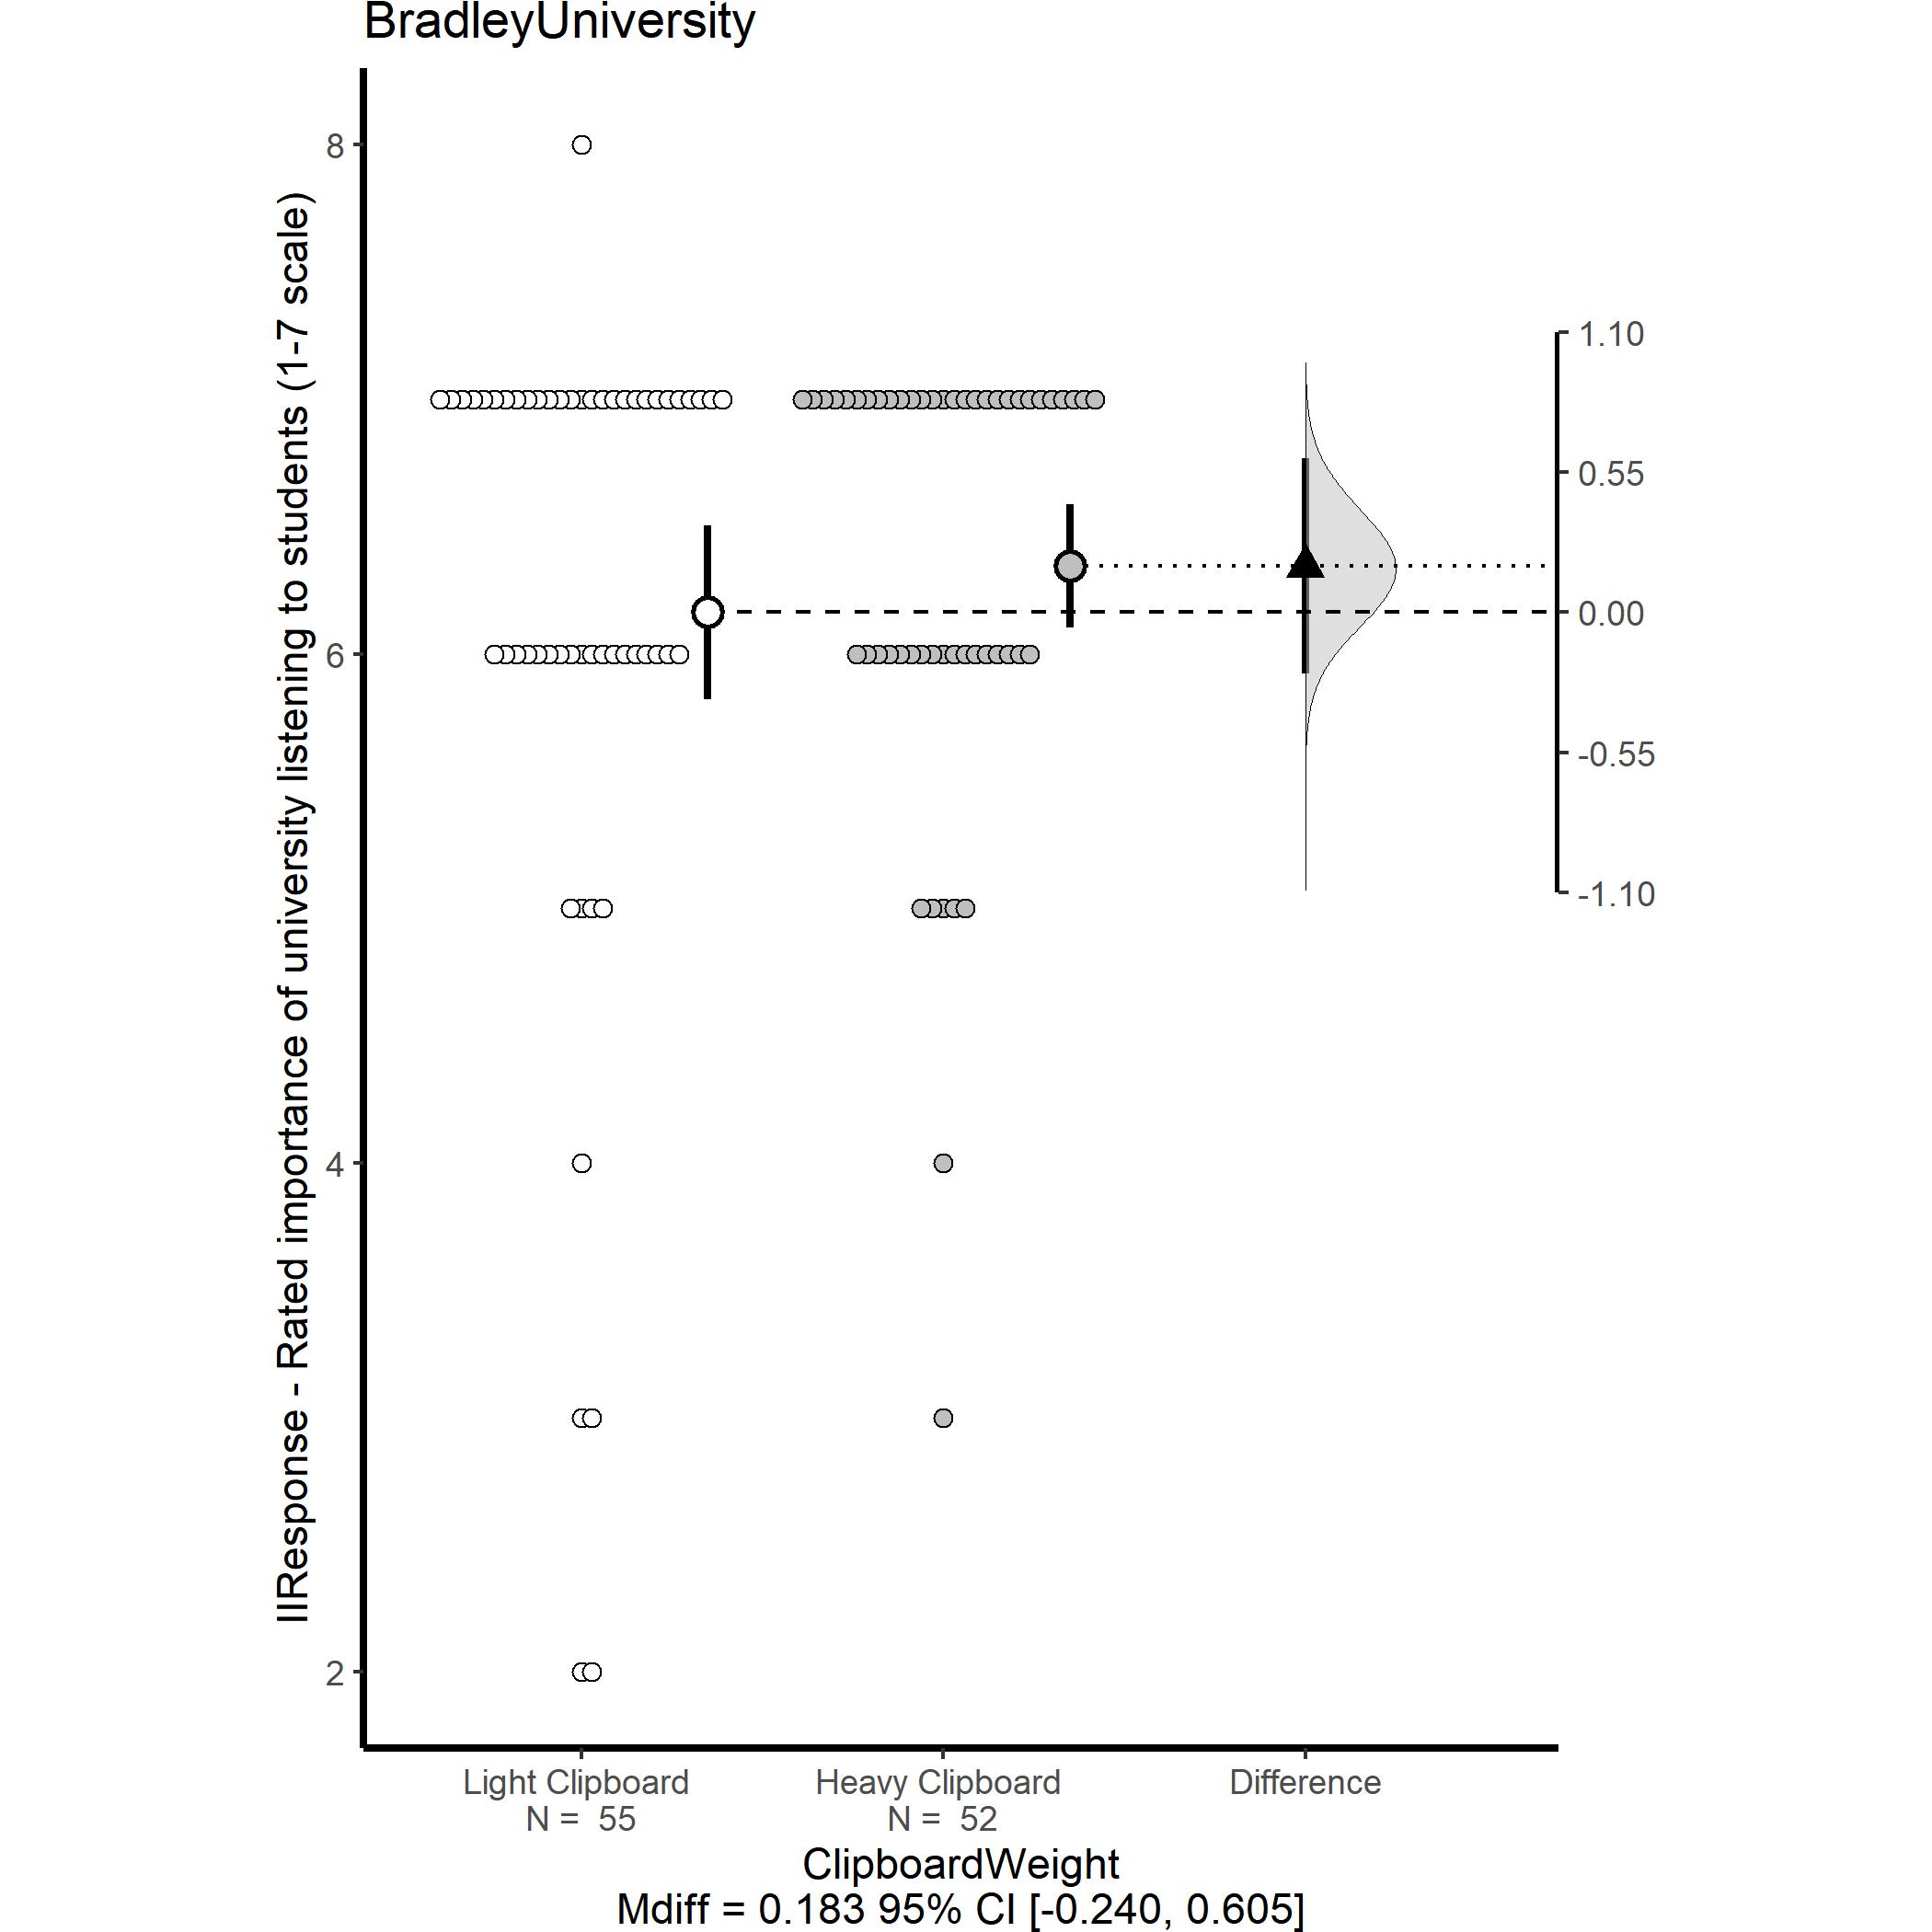 BradleyUniversity
IIResponse - Rated importance of university listening to students (1-7 scale)
8
6
4
2
1.10
0.55
0.00
-0.55
-1.10
Light Clipboard
N =  55
Heavy Clipboard
N =  52
Difference
ClipboardWeight
Mdiff = 0.183 95% CI [-0.240, 0.605]